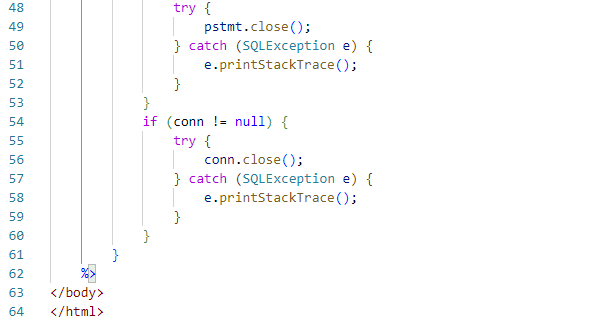 48                    try {
49                        pstmt.close();
50                    } catch (SQLException e) {
51                        e.printStackTrace();
52                    }
53                }
54                if (conn != null) {
55                    try {
56                        conn.close();
57                    } catch (SQLException e) {
58                        e.printStackTrace();
59                    }
60                }
61            }
62        %>
63    </body>
64    </html>